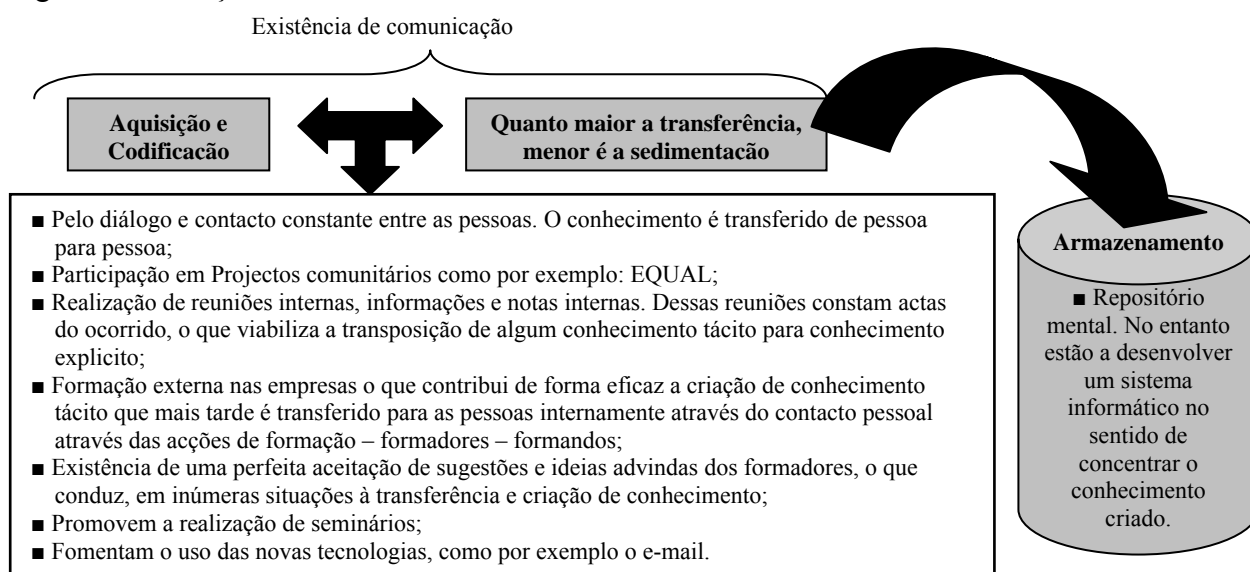 Existência de comunicação
Aquisição e
Codificacão
Quanto maior a transferência,
menor é a sedimentacão
■ Pelo diálogo e contacto constante entre as pessoas. O conhecimento é transferido de pessoa
para pessoa;
■ Participação em Projectos comunitários como por exemplo: EQUAL;
■ Realização de reuniões internas, informações e notas internas. Dessas reuniões constam actas
do ocorrido, o que viabiliza a transposição de algum conhecimento tácito para conhecimento
explicito;
■ Formação externa nas empresas o que contribui de forma eficaz a criação de conhecimento
tácito que mais tarde é transferido para as pessoas internamente através do contacto pessoal
através das acções de formação – formadores – formandos;
■ Existência de uma perfeita aceitação de sugestões e ideias advindas dos formadores, o que
conduz, em inúmeras situações à transferência e criação de conhecimento;
■ Promovem a realização de seminários;
■ Fomentam o uso das novas tecnologias, como por exemplo o e-mail.
Armazenamento
■ Repositório
mental. No entanto
estão a desenvolver
um sistema
informático no
sentido de
concentrar o
conhecimento
criado.